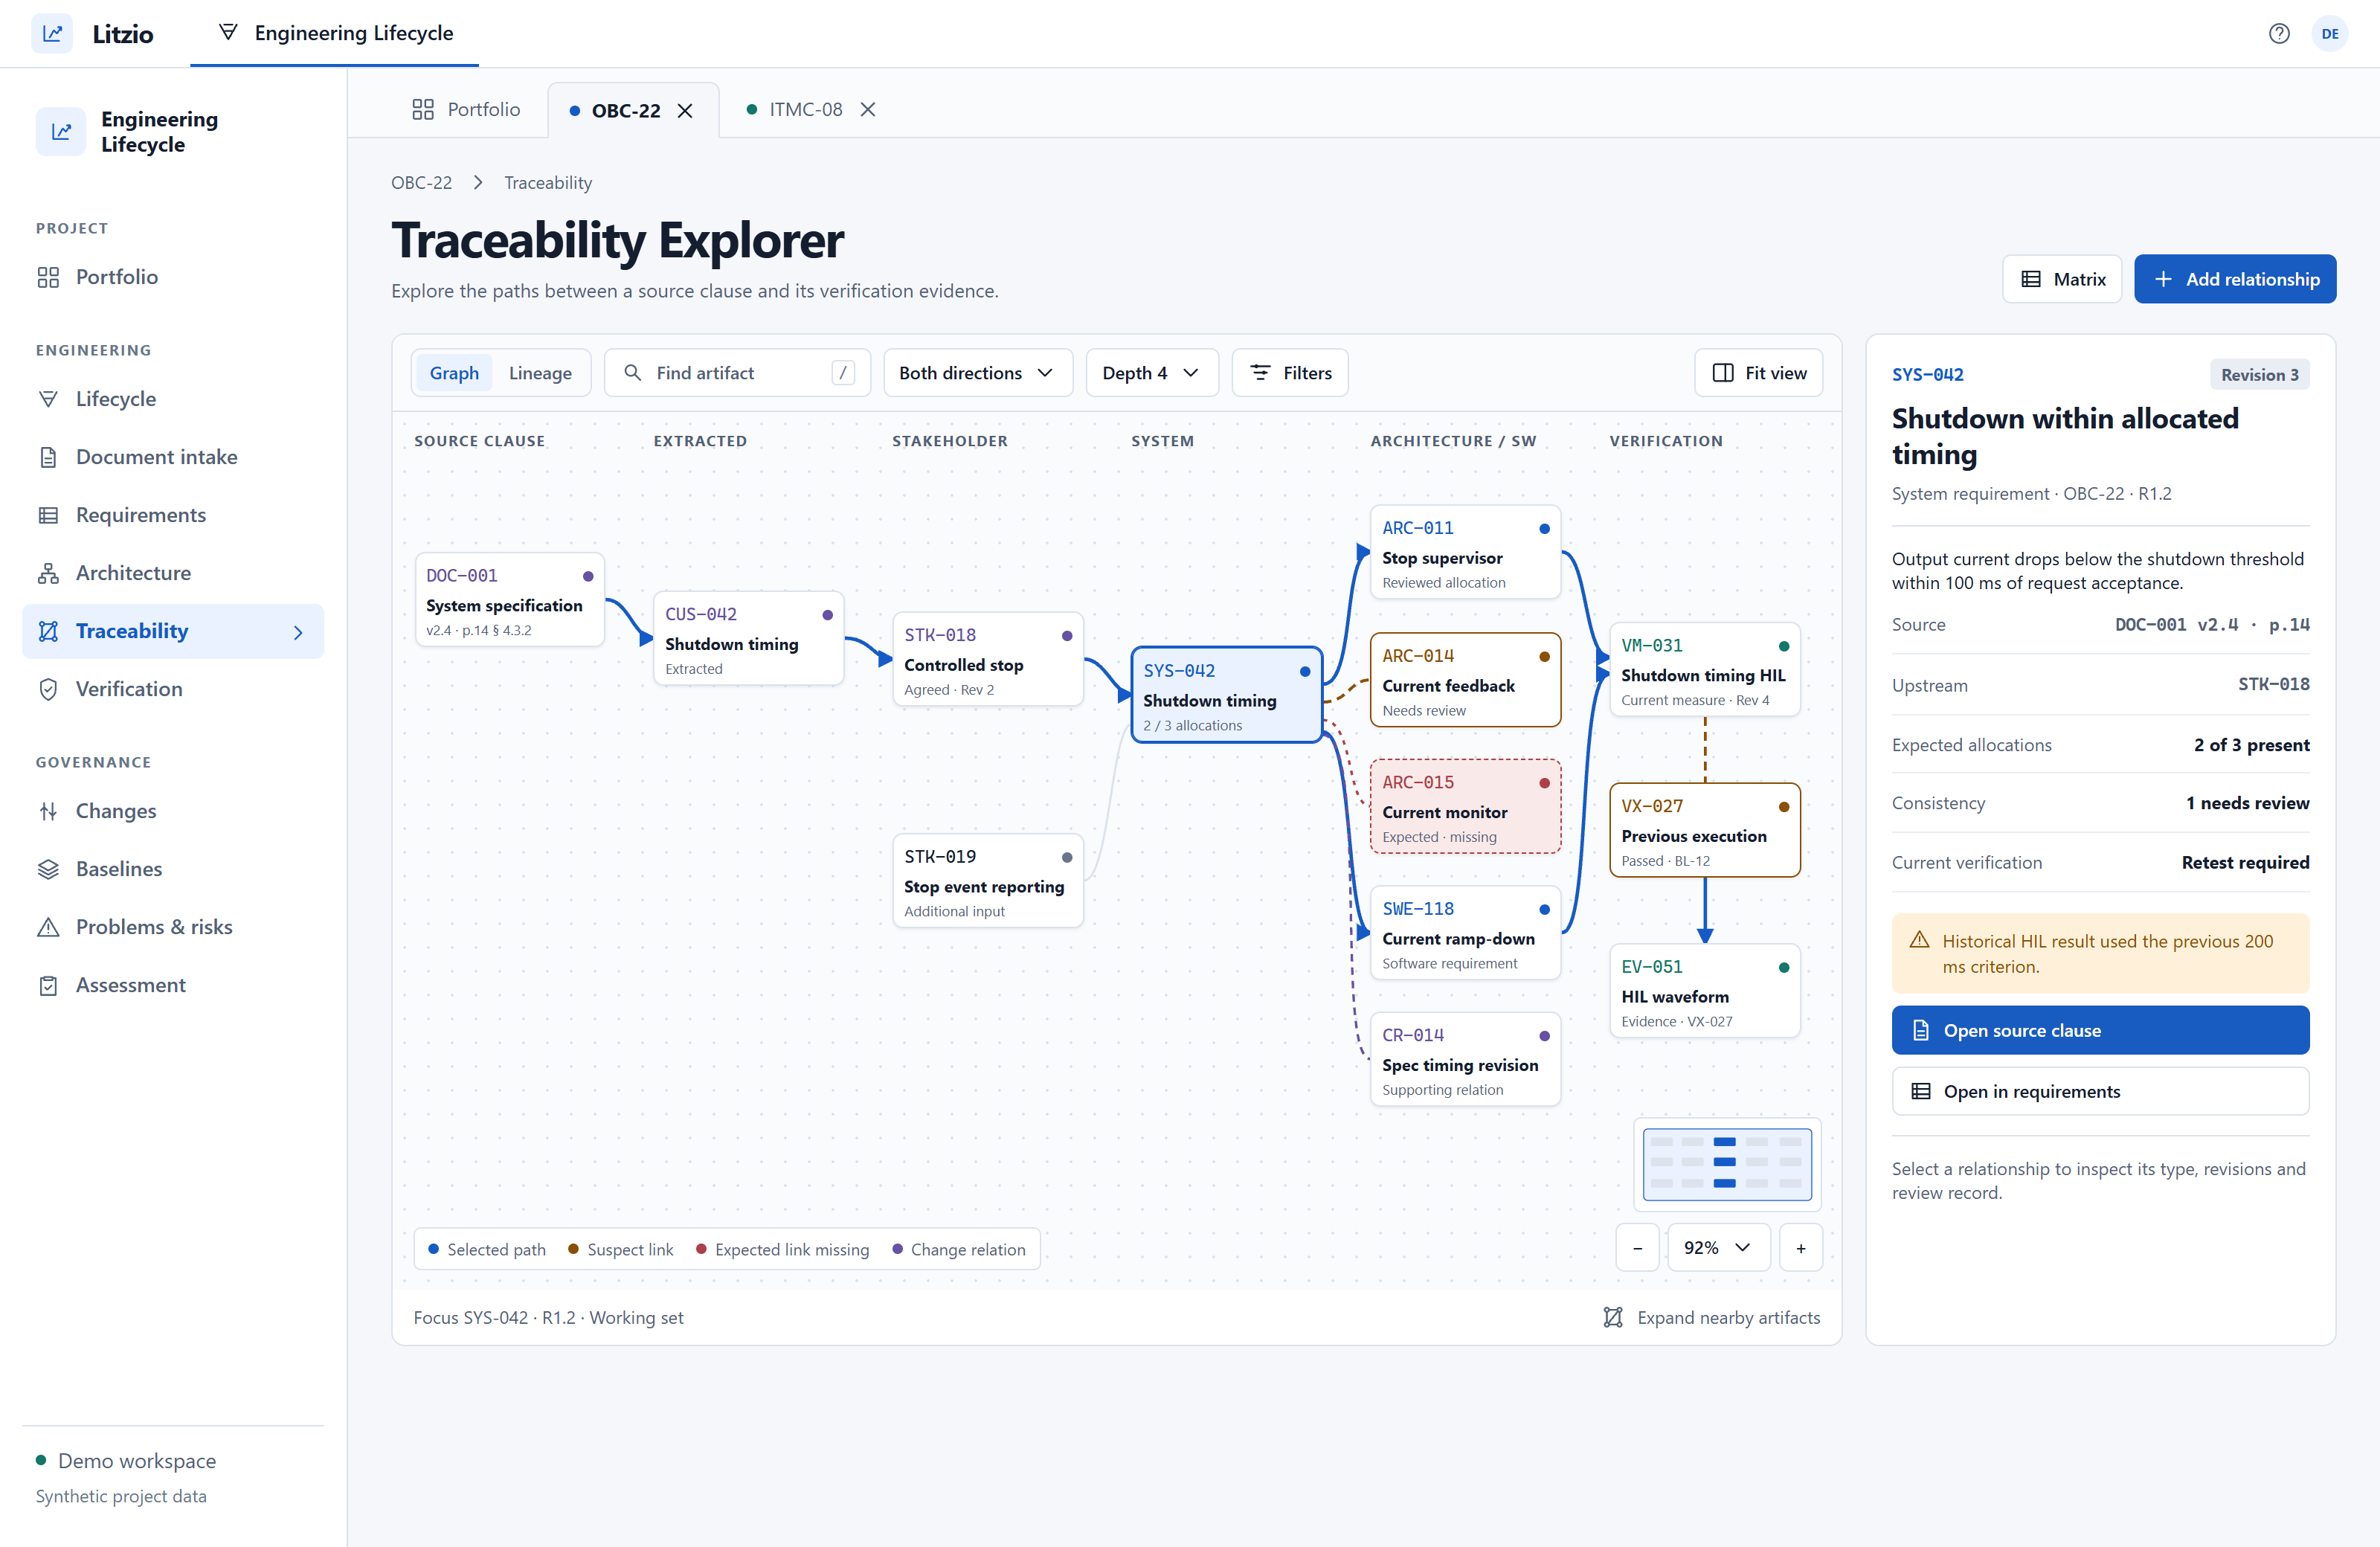 Litzio
Engineering Lifecycle
DE
Engineering
Lifecycle
PROJECT
Portfolio
ENGINEERING
Lifecycle
Document intake
Requirements
Architecture
Traceability
Verification
GOVERNANCE
Changes
Baselines
Problems & risks
Assessment
Demo workspace
Synthetic project data
Portfolio
OBC-22
ITMC-08
OBC-22 > Traceability
Traceability Explorer
Explore the paths between a source clause and its verification evidence.
Matrix
+ Add relationship
Graph
Lineage
Find artifact /
Both directions
Depth 4
Filters
Fit view
SOURCE CLAUSE
EXTRACTED
STAKEHOLDER
SYSTEM
ARCHITECTURE / SW
VERIFICATION
DOC-001
System specification
v2.4 · p.14 § 4.3.2
CUS-042
Shutdown timing
Extracted
STK-018
Controlled stop
Agreed · Rev 2
STK-019
Stop event reporting
Additional input
SYS-042
Shutdown timing
2 / 3 allocations
ARC-011
Stop supervisor
Reviewed allocation
ARC-014
Current feedback
Needs review
ARC-015
Current monitor
Expected · missing
SWE-118
Current ramp-down
Software requirement
CR-014
Spec timing revision
Supporting relation
VM-031
Shutdown timing HIL
Current measure · Rev 4
VX-027
Previous execution
Passed · BL-12
EV-051
HIL waveform
Evidence · VX-027
Selected path
Suspect link
Expected link missing
Change relation
−
92%
+
Focus SYS-042 · R1.2 · Working set
Expand nearby artifacts
SYS-042
Revision 3
Shutdown within allocated
timing
System requirement · OBC-22 · R1.2
Output current drops below the shutdown threshold
within 100 ms of request acceptance.
Source DOC-001 v2.4 · p.14
Upstream STK-018
Expected allocations 2 of 3 present
Consistency 1 needs review
Current verification Retest required
Historical HIL result used the previous 200
ms criterion.
Open source clause
Open in requirements
Select a relationship to inspect its type, revisions and
review record.